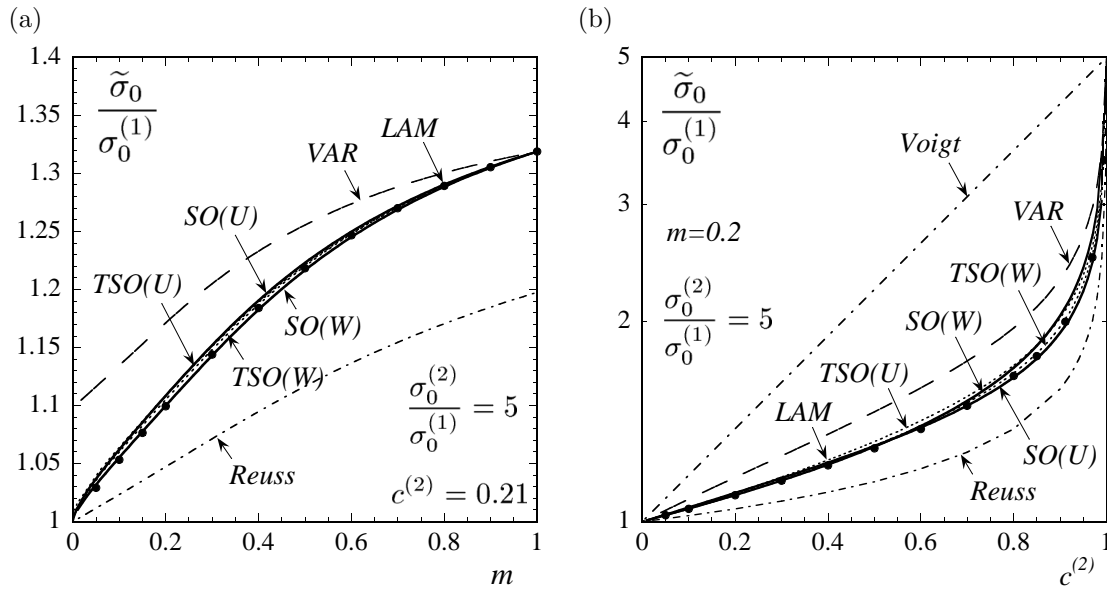 (a)
1.4
1.35
1.3
1.25
1.2
1.15
1.1
1.05
1
0
0.2
0.4
0.6
0.8
1
m
σ̃₀
σ₀⁽¹⁾
VAR
LAM
SO(U)
TSO(U)
SO(W)
TSO(W)
Reuss
σ₀⁽²⁾
σ₀⁽¹⁾ = 5
c⁽²⁾ = 0.21
(b)
5
4
3
2
1
0
0.2
0.4
0.6
0.8
1
c⁽²⁾
σ̃₀
σ₀⁽¹⁾
Voigt
m=0.2
VAR
σ₀⁽²⁾
σ₀⁽¹⁾ = 5
TSO(W)
SO(W)
TSO(U)
LAM
SO(U)
Reuss